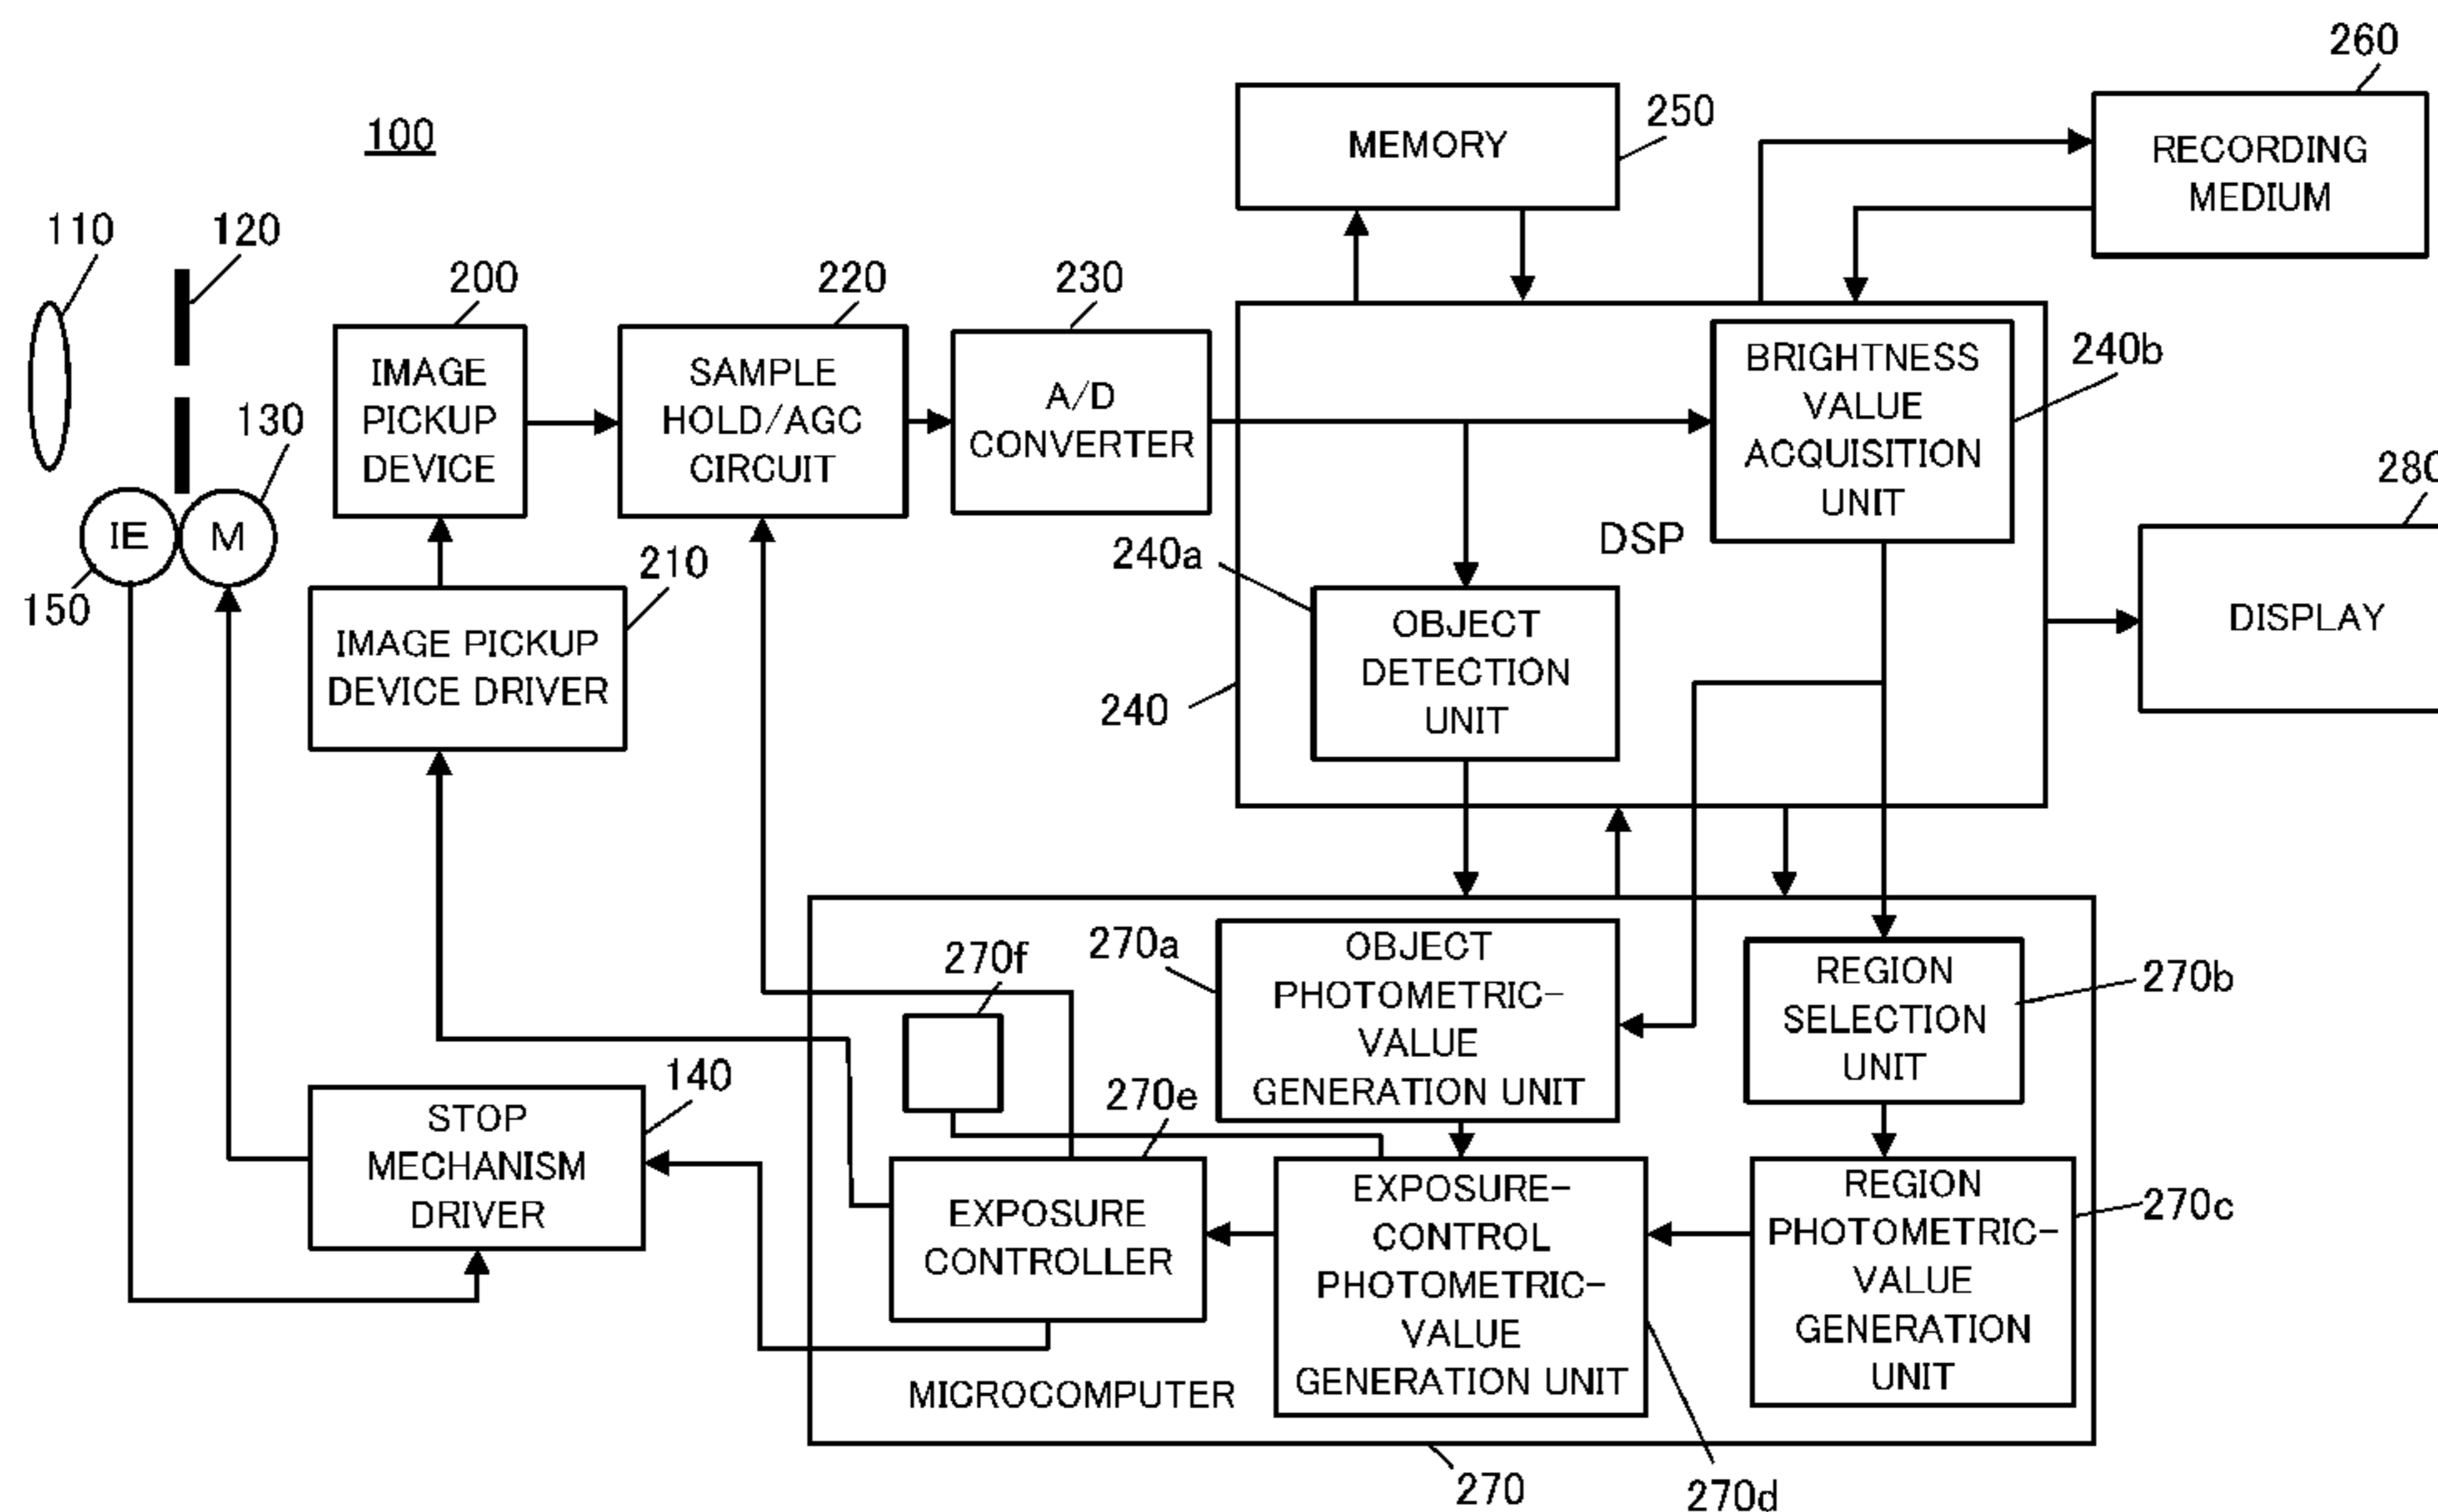 100
110
120
130
IE
M
150
200
IMAGE
PICKUP
DEVICE
210
IMAGE PICKUP
DEVICE DRIVER
220
SAMPLE
HOLD/AGC
CIRCUIT
230
A/D
CONVERTER
MEMORY
250
260
RECORDING
MEDIUM
BRIGHTNESS
VALUE
ACQUISITION
UNIT
240b
DSP
240a
OBJECT
DETECTION
UNIT
240
280
DISPLAY
140
STOP
MECHANISM
DRIVER
270f
270a
OBJECT
PHOTOMETRIC-
VALUE
GENERATION UNIT
REGION
SELECTION
UNIT
270b
270e
EXPOSURE
CONTROLLER
EXPOSURE-
CONTROL
PHOTOMETRIC-
VALUE
GENERATION UNIT
REGION
PHOTOMETRIC-
VALUE
GENERATION
UNIT
270c
MICROCOMPUTER
270
270d